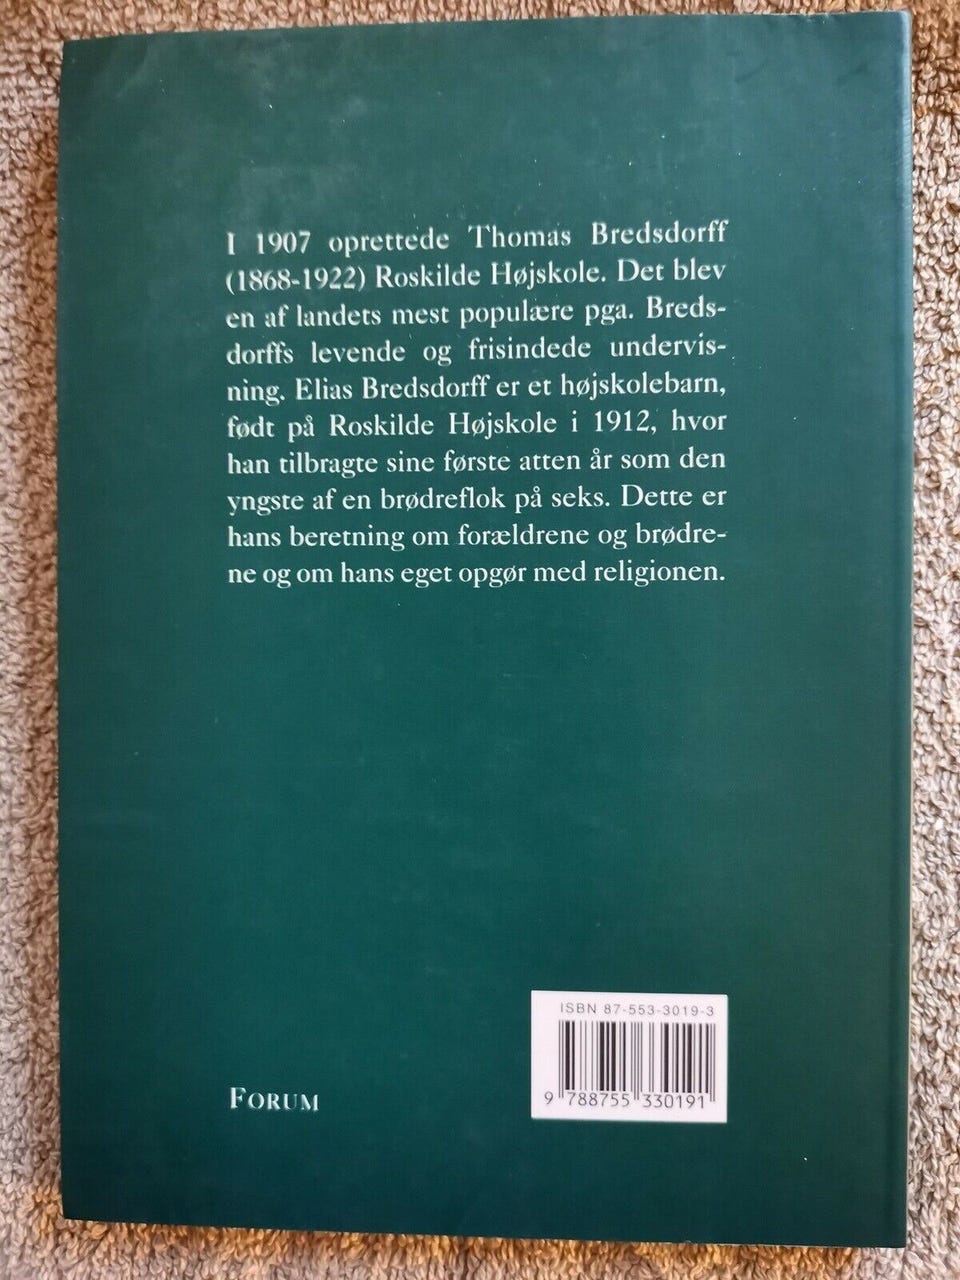 I 1907 oprettede Thomas Bredsdorff
(1868-1922) Roskilde Højskole. Det blev
en af landets mest populære pga. Breds-
dorffs levende og frisindede undervis-
ning. Elias Bredsdorff er et højskolebarn,
født på Roskilde Højskole i 1912, hvor
han tilbragte sine første atten år som den
yngste af en brødreflok på seks. Dette er
hans beretning om forældrene og brødre-
ne og om hans eget opgør med religionen.
ISBN 87-553-3019-3
9 788755 330191
FORUM